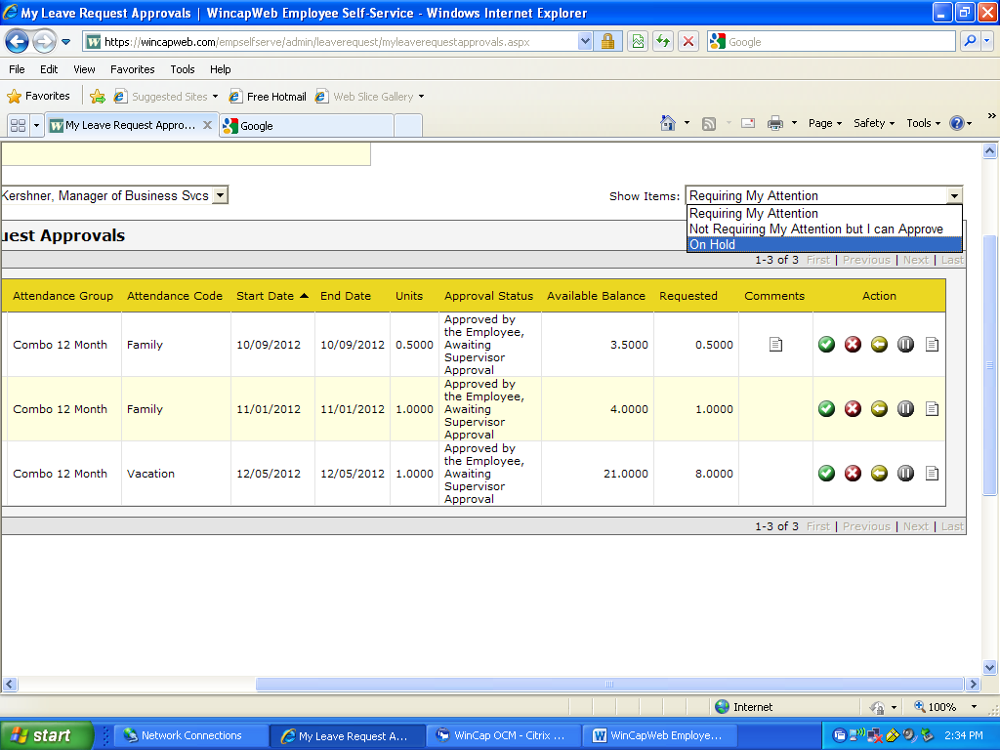 My Leave Request Approvals | WincapWeb Employee Self-Service - Windows Internet Explorer
https://wincapweb.com/empselfserve/admin/leaverequest/myleaverequestapprovals.aspx
Google
File Edit View Favorites Tools Help
Favorites Suggested Sites Free Hotmail Web Slice Gallery
My Leave Request Appro... Google Page Safety Tools
Kershner, Manager of Business Svcs Show Items: Requiring My Attention
Requiring My Attention
Not Requiring My Attention but I can Approve
On Hold
uest Approvals
1-3 of 3 First | Previous | Next | Last
Attendance Group Attendance Code Start Date End Date Units Approval Status Available Balance Requested Comments Action
Combo 12 Month Family 10/09/2012 10/09/2012 0.5000 Approved by
the Employee,
Awaiting
Supervisor
Approval 3.5000 0.5000
Combo 12 Month Family 11/01/2012 11/01/2012 1.0000 Approved by
the Employee,
Awaiting
Supervisor
Approval 4.0000 1.0000
Combo 12 Month Vacation 12/05/2012 12/05/2012 1.0000 Approved by
the Employee,
Awaiting
Supervisor
Approval 21.0000 8.0000
1-3 of 3 First | Previous | Next | Last
Internet 100%
start Network Connections My Leave Request A... WinCap OCM - Citrix ... WinCapWeb Employe... 2:34 PM